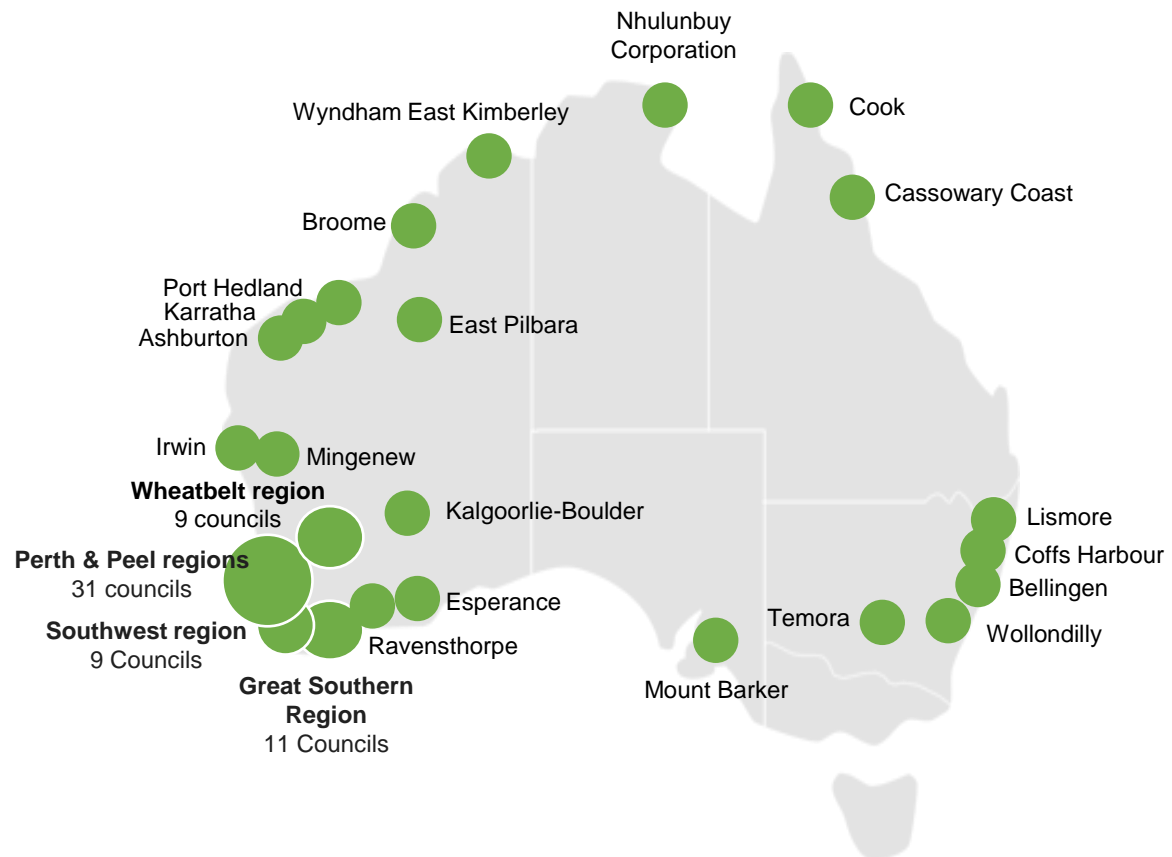 Nhulunbuy
Corporation
Wyndham East Kimberley
Cook
Cassowary Coast
Broome
Port Hedland
Karratha
Ashburton
East Pilbara
Irwin
Mingenew
Wheatbelt region
9 councils
Kalgoorlie-Boulder
Lismore
Coffs Harbour
Perth & Peel regions
31 councils
Bellingen
Esperance
Temora
Southwest region
9 Councils
Wollondilly
Ravensthorpe
Mount Barker
Great Southern
Region
11 Councils